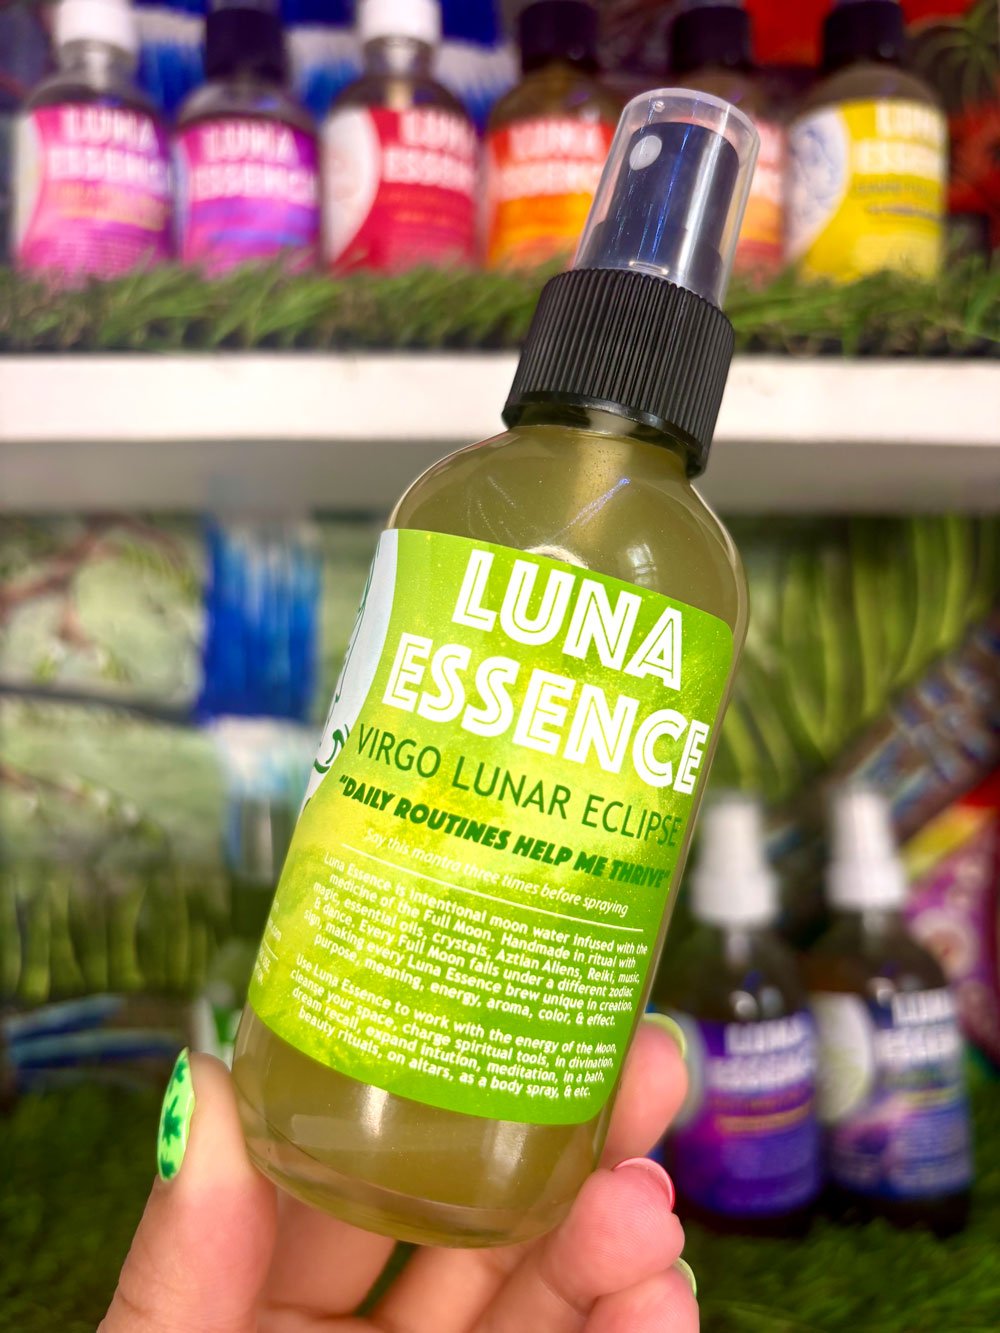 LUNA
ESSENCE
LUNA
ESSENCE
LUNA
ESSENCE
LUNA
ESSENCE
LUNA
ESSENCE
LUNA
ESSENCE
VIRGO LUNAR ECLIPSE
"DAILY ROUTINES HELP ME THRIVE"
Say this mantra three times before spraying
Luna Essence is intentional moon water infused with the
medicine of the Full Moon. Handmade in ritual with
magic, essential oils, crystals, Aztlan Aliens, Reiki, music,
& dance. Every Full Moon falls under a different zodiac
sign, making every Luna Essence brew unique in creation,
purpose, meaning, energy, aroma, color, & effect.
Use Luna Essence to work with the energy of the Moon,
cleanse your space, charge spiritual tools, in divination,
dream recall, expand intution, meditation, in a bath,
beauty rituals, on altars, as a body spray, & etc.
LUNA
ESSENCE
LUNA
ESSENCE